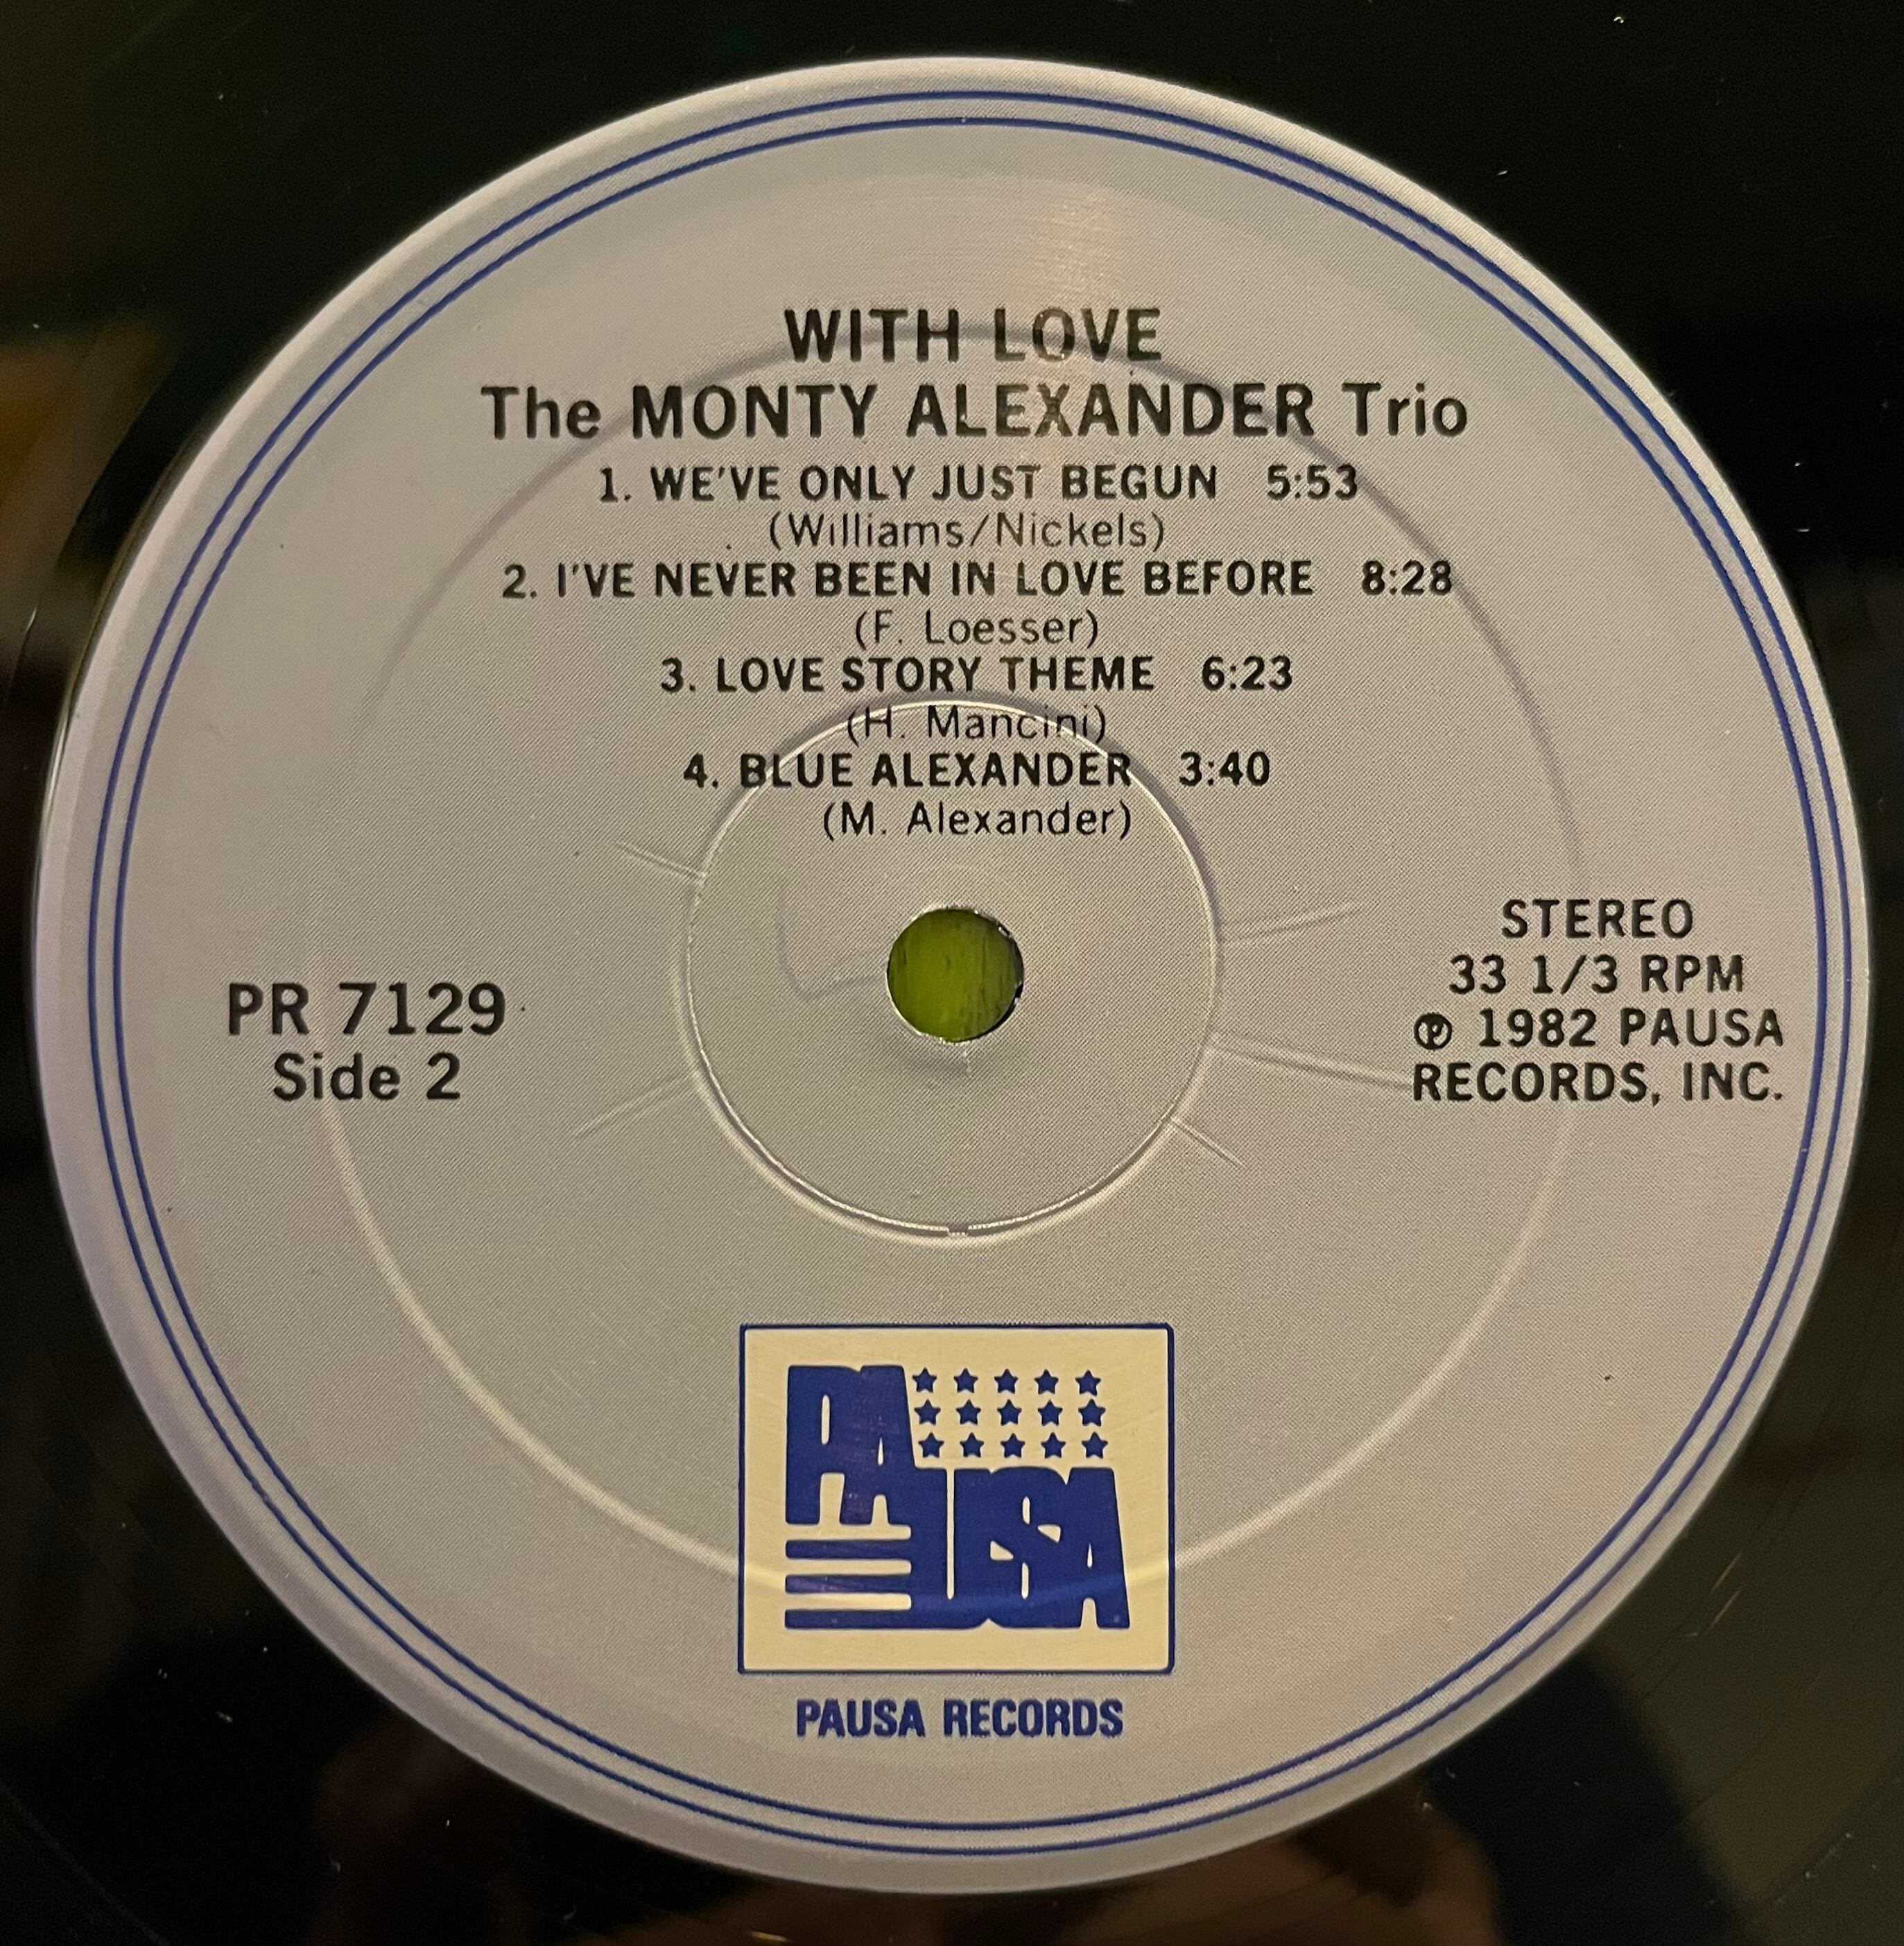 WITH LOVE
The MONTY ALEXANDER Trio
1. WE'VE ONLY JUST BEGUN 5:53
(Williams/Nickels)
2. I'VE NEVER BEEN IN LOVE BEFORE 8:28
(F. Loesser)
3. LOVE STORY THEME 6:23
(H. Mancini)
4. BLUE ALEXANDER 3:40
(M. Alexander)
PR 7129
Side 2
STEREO
33 1/3 RPM
℗ 1982 PAUSA
RECORDS, INC.
PAUSA
PAUSA RECORDS